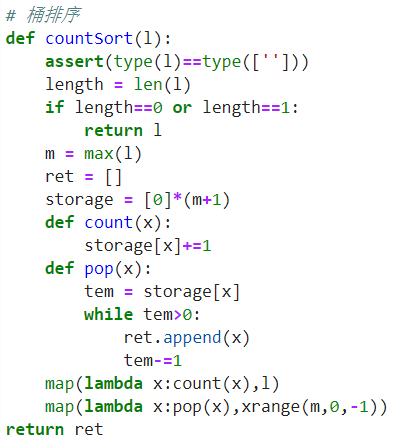 # 桶排序
def countSort(l):
    assert(type(l)==type(['']))
    length = len(l)
    if length==0 or length==1:
        return l
    m = max(l)
    ret = []
    storage = [0]*(m+1)
    def count(x):
        storage[x]+=1
    def pop(x):
        tem = storage[x]
        while tem>0:
            ret.append(x)
            tem-=1
    map(lambda x:count(x),l)
    map(lambda x:pop(x),xrange(m,0,-1))
return ret